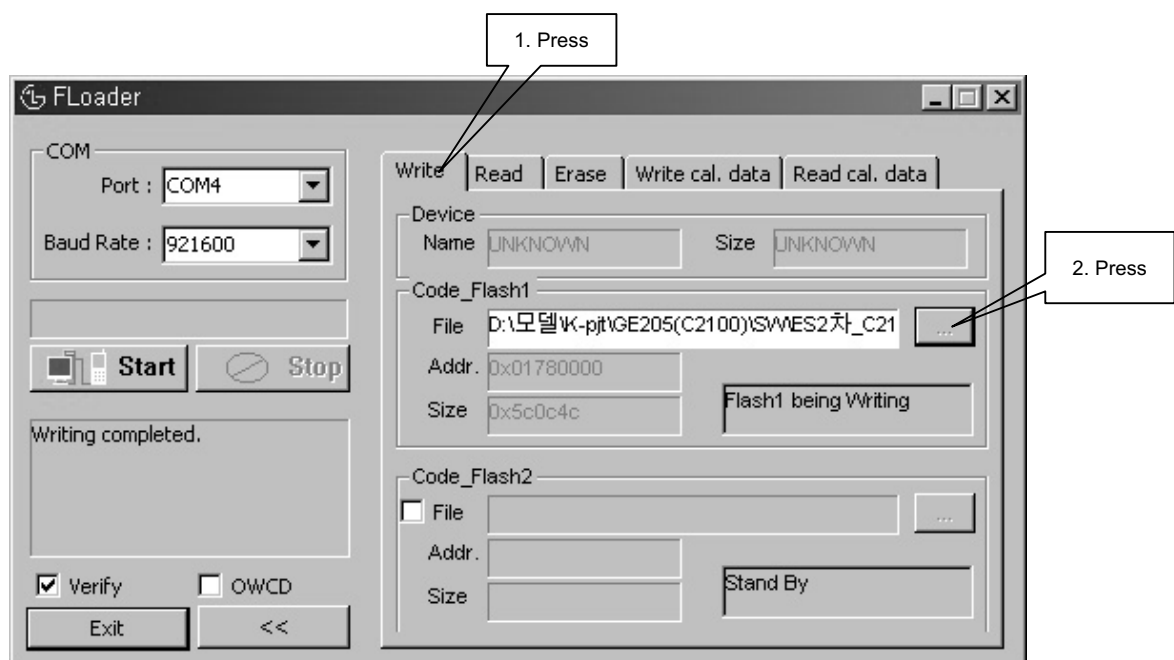 1. Press
FLoader
COM
Port : COM4
Baud Rate : 921600
Start Stop
Writing completed.
Verify OWCD
Exit <<
Write Read Erase Write cal. data Read cal. data
Device
Name UNKNOWN Size UNKNOWN
Code_Flash1
File D:\모델\K-pjt\GE205(C2100)\SW\ES2차_C21 ...
Addr. 0x01780000
Size 0x5c0c4c
Flash1 being Writing
2. Press
Code_Flash2
File ...
Addr.
Size
Stand By